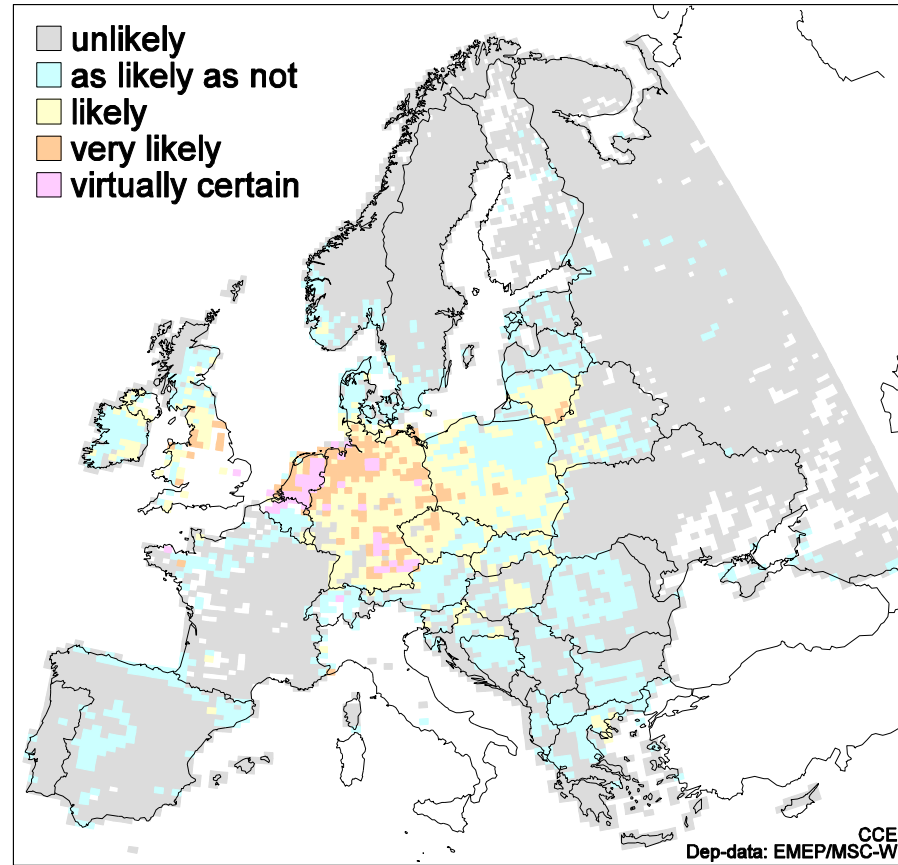 unlikely
as likely as not
likely
very likely
virtually certain
CCE
Dep-data: EMEP/MSC-W